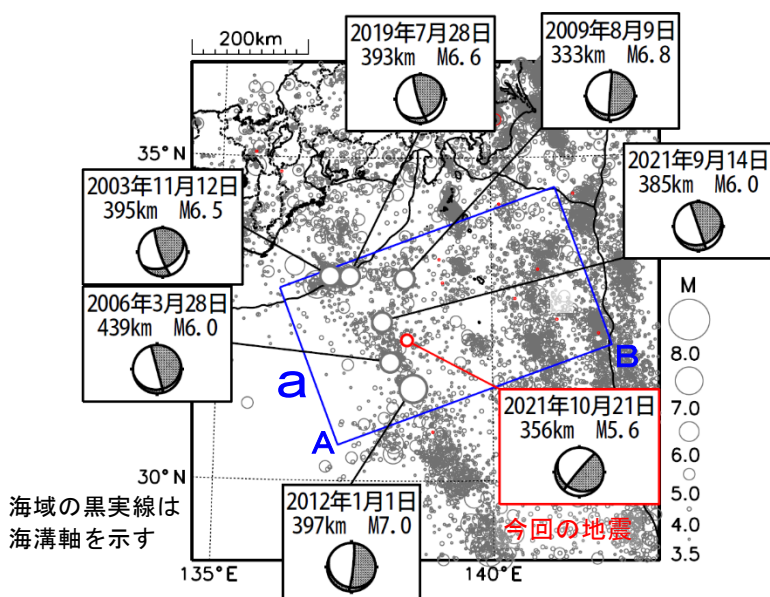 200km
2019年7月28日
393km M6.6
2009年8月9日
333km M6.8
35°N
2021年9月14日
385km M6.0
2003年11月12日
395km M6.5
2006年3月28日
439km M6.0
a
A
B
M
8.0
7.0
6.0
5.0
4.0
3.5
2021年10月21日
356km M5.6
今回の地震
30°N
海域の黒実線は
海溝軸を示す
2012年1月1日
397km M7.0
135°E
140°E